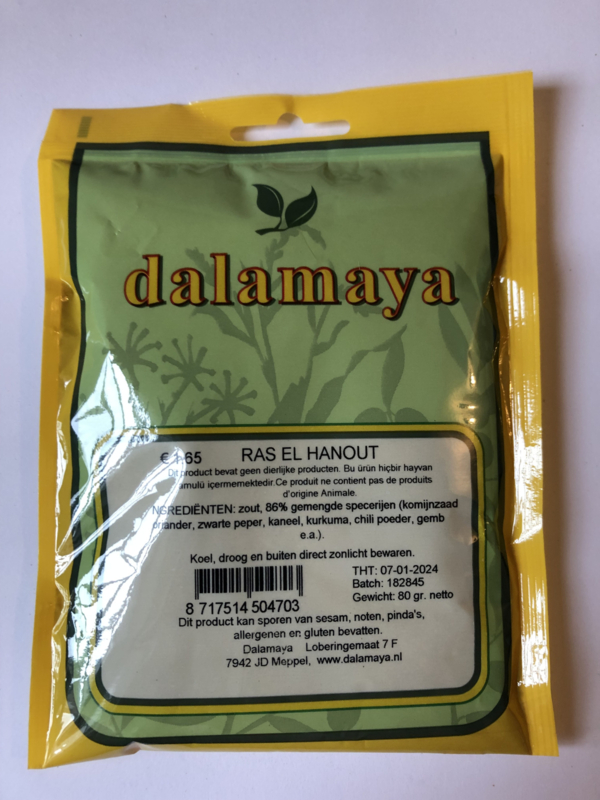 dalamaya
€ 1,65 RAS EL HANOUT
Dit product bevat geen dierlijke producten. Bu ürün hiçbir hayvan
mamulü içermemektedir.Ce produit ne contient pas de produits
d'origine Animale.
INGREDIËNTEN: zout, 86% gemengde specerijen (komijnzaad
oriander, zwarte peper, kaneel, kurkuma, chili poeder, gemb
e.a.).
Koel, droog en buiten direct zonlicht bewaren.
THT: 07-01-2024
Batch: 182845
Gewicht: 80 gr. netto
8 717514 504703
Dit product kan sporen van sesam, noten, pinda's,
allergenen en gluten bevatten.
Dalamaya Loberingemaat 7 F
7942 JD Meppel, www.dalamaya.nl